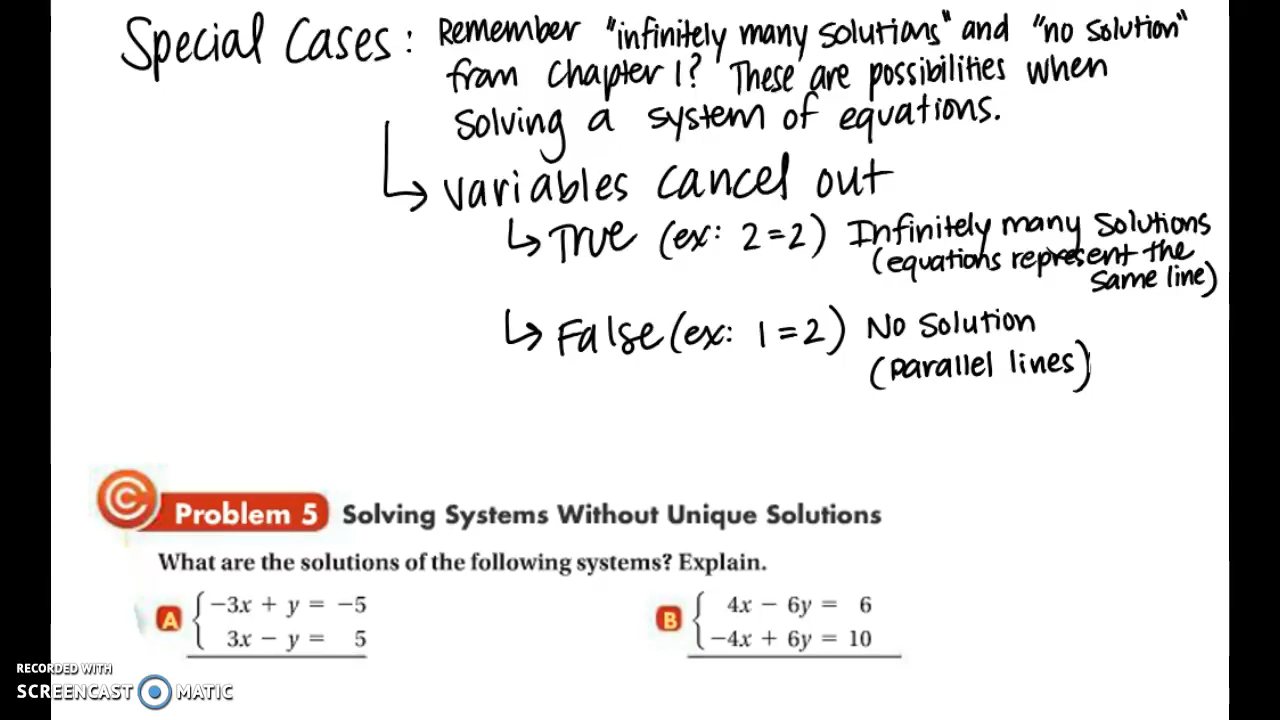 Special Cases: Remember "infinitely many solutions" and "no solution"
from Chapter 1? These are possibilities when
solving a system of equations.
↳ variables cancel out
↳ True (ex: 2=2) Infinitely many solutions
(equations represent the
same line)
↳ False (ex: 1=2) No solution
(parallel lines)
C Problem 5 Solving Systems Without Unique Solutions
What are the solutions of the following systems? Explain.
A { −3x + y = −5
3x − y = 5
B { 4x − 6y = 6
−4x + 6y = 10
RECORDED WITH
SCREENCAST MATIC